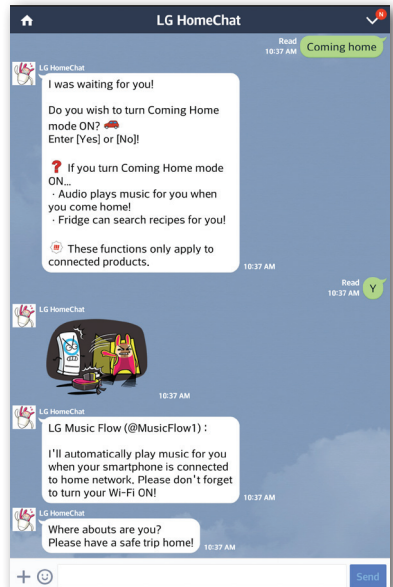 LG HomeChat
N
Read
10:37 AM
Coming home
LG HomeChat
I was waiting for you!
Do you wish to turn Coming Home
mode ON?
Enter [Yes] or [No]!
? If you turn Coming Home mode
ON...
· Audio plays music for you when
you come home!
· Fridge can search recipes for you!
These functions only apply to
connected products.
10:37 AM
Read
10:37 AM
Y
LG HomeChat
10:37 AM
LG HomeChat
LG Music Flow (@MusicFlow1) :
I'll automatically play music for you
when your smartphone is connected
to home network. Please don't forget
to turn your Wi-Fi ON!
10:37 AM
LG HomeChat
Where abouts are you?
Please have a safe trip home!
10:37 AM
Send